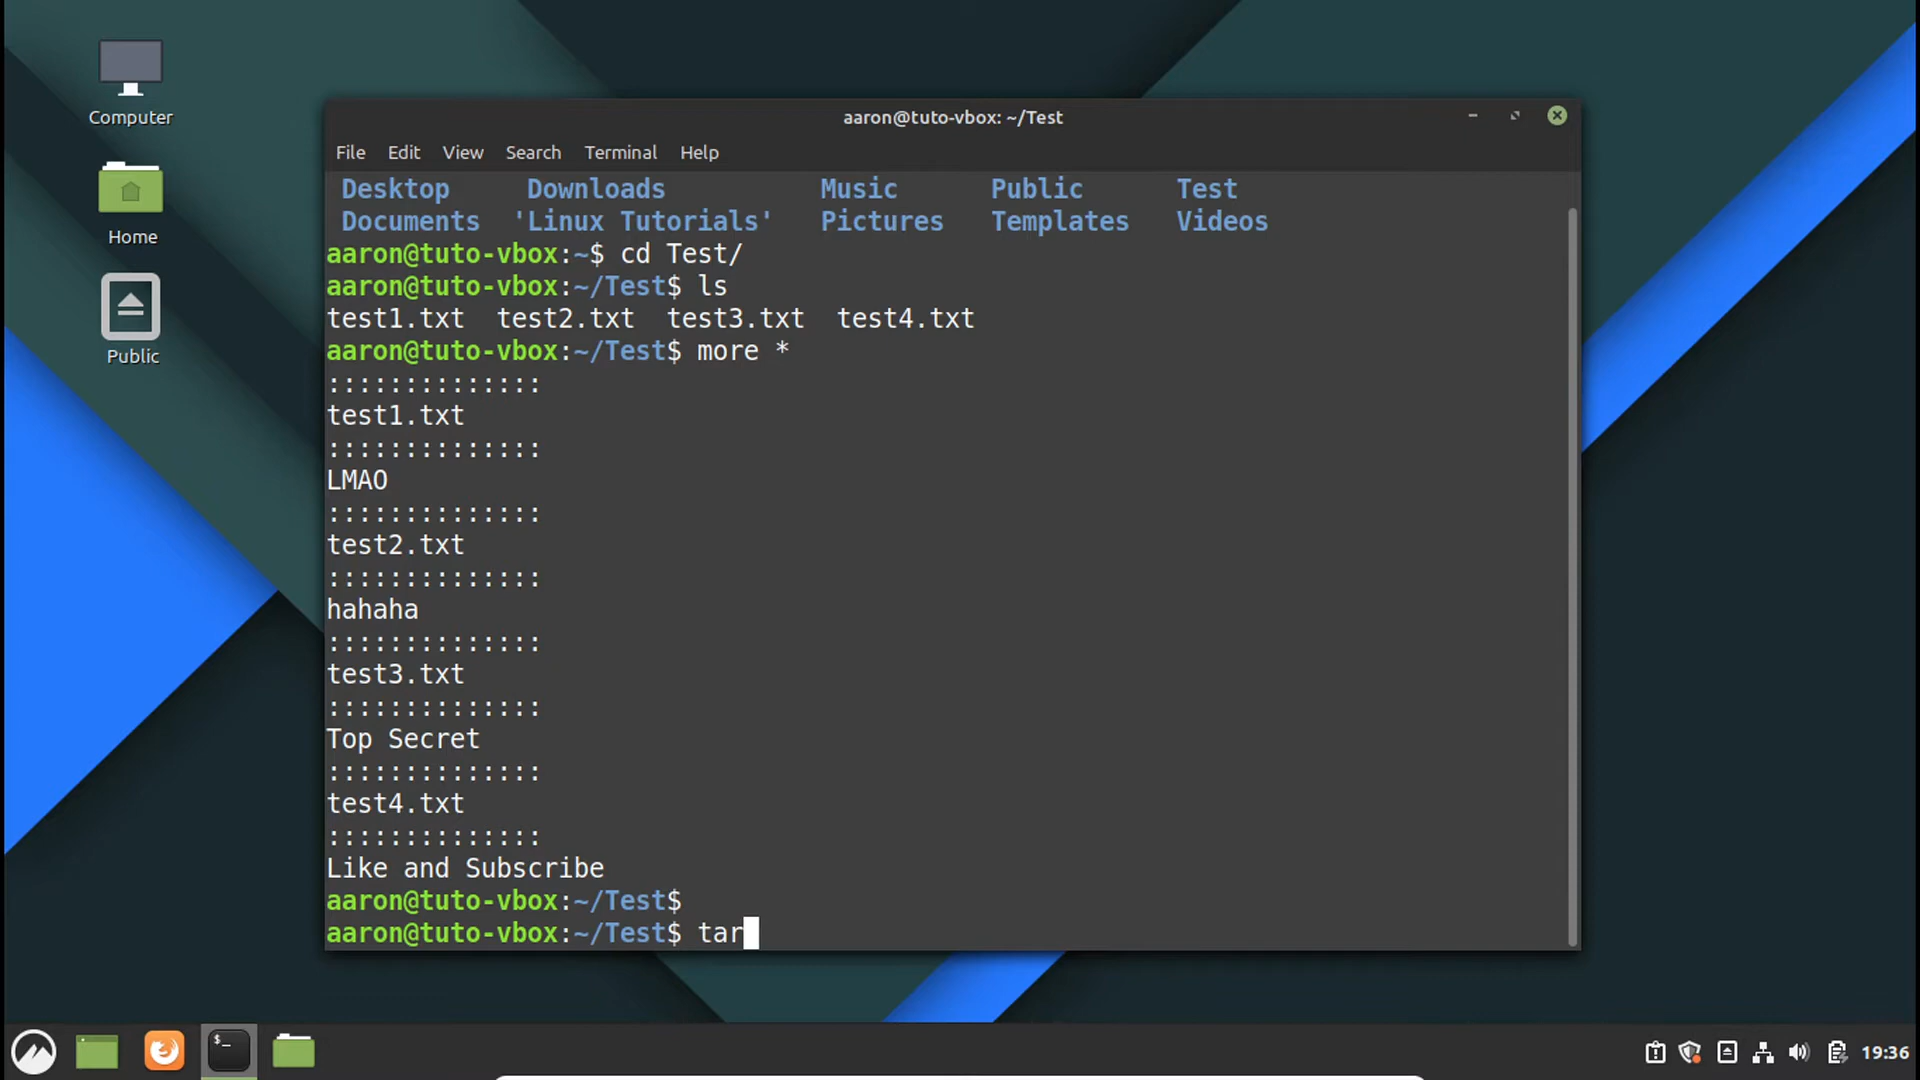 Computer
Home
Public
aaron@tuto-vbox: ~/Test
File Edit View Search Terminal Help
Desktop Downloads Music Public Test
Documents 'Linux Tutorials' Pictures Templates Videos
aaron@tuto-vbox:~$ cd Test/
aaron@tuto-vbox:~/Test$ ls
test1.txt test2.txt test3.txt test4.txt
aaron@tuto-vbox:~/Test$ more *
::::::::::::::
test1.txt
::::::::::::::
LMAO
::::::::::::::
test2.txt
::::::::::::::
hahaha
::::::::::::::
test3.txt
::::::::::::::
Top Secret
::::::::::::::
test4.txt
::::::::::::::
Like and Subscribe
aaron@tuto-vbox:~/Test$
aaron@tuto-vbox:~/Test$ tar
$_
19:36